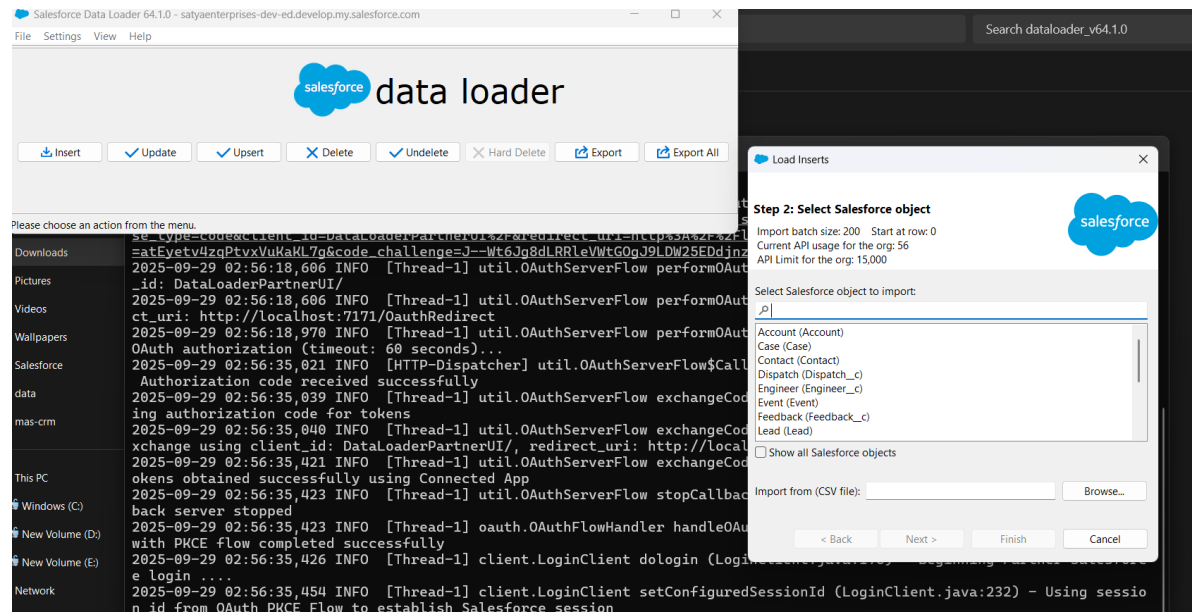 Salesforce Data Loader 64.1.0 - satyaenterprises-dev-ed.develop.my.salesforce.com
File Settings View Help
salesforce data loader
Insert Update Upsert Delete Undelete Hard Delete Export Export All
Please choose an action from the menu.
Search dataloader_v64.1.0
Downloads
Pictures
Videos
Wallpapers
Salesforce
data
mas-crm
This PC
Windows (C:)
New Volume (D:)
New Volume (E:)
Network
=atEyetv4zqPtvxVuKaKL7g&code_challenge=J--Wt6Jg8dLRRleVWtGOgJ9LDW25EDdjnz
2025-09-29 02:56:18,606 INFO [Thread-1] util.OAuthServerFlow performOAut
_id: DataLoaderPartnerUI/
2025-09-29 02:56:18,606 INFO [Thread-1] util.OAuthServerFlow performOAut
ct_uri: http://localhost:7171/OauthRedirect
2025-09-29 02:56:18,970 INFO [Thread-1] util.OAuthServerFlow performOAut
OAuth authorization (timeout: 60 seconds)...
2025-09-29 02:56:35,021 INFO [HTTP-Dispatcher] util.OAuthServerFlow$Call
Authorization code received successfully
2025-09-29 02:56:35,039 INFO [Thread-1] util.OAuthServerFlow exchangeCod
ing authorization code for tokens
2025-09-29 02:56:35,040 INFO [Thread-1] util.OAuthServerFlow exchangeCod
xchange using client_id: DataLoaderPartnerUI/, redirect_uri: http://local
2025-09-29 02:56:35,421 INFO [Thread-1] util.OAuthServerFlow exchangeCod
okens obtained successfully using Connected App
2025-09-29 02:56:35,423 INFO [Thread-1] util.OAuthServerFlow stopCallbac
back server stopped
2025-09-29 02:56:35,423 INFO [Thread-1] oauth.OAuthFlowHandler handleOAu
with PKCE flow completed successfully
2025-09-29 02:56:35,426 INFO [Thread-1] client.LoginClient dologin
e login ....
2025-09-29 02:56:35,454 INFO [Thread-1] client.LoginClient setConfiguredSessionId (LoginClient.java:232) - Using sessio
n id from OAuth PKCE Flow to establish Salesforce session
Load Inserts
Step 2: Select Salesforce object
Import batch size: 200 Start at row: 0
Current API usage for the org: 56
API Limit for the org: 15,000
salesforce
Select Salesforce object to import:
Account (Account)
Case (Case)
Contact (Contact)
Dispatch (Dispatch__c)
Engineer (Engineer__c)
Event (Event)
Feedback (Feedback__c)
Lead (Lead)
Show all Salesforce objects
Import from (CSV file): Browse...
< Back Next > Finish Cancel